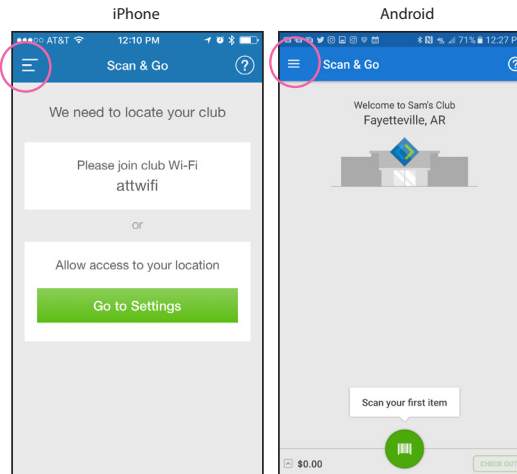 iPhone
AT&T 12:10 PM
Scan & Go ?
We need to locate your club
Please join club Wi-Fi
attwifi
or
Allow access to your location
Go to Settings
Android
71% 12:27 P
Scan & Go ?
Welcome to Sam's Club
Fayetteville, AR
Scan your first item
$0.00 CHECK OUT